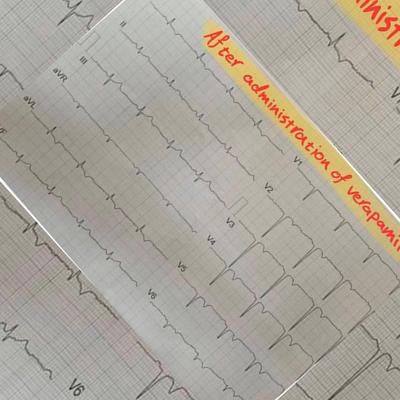 After administration of verapamil
II
III
aVR
aVL
V1
V2
V3
V4
V5
V6
V6